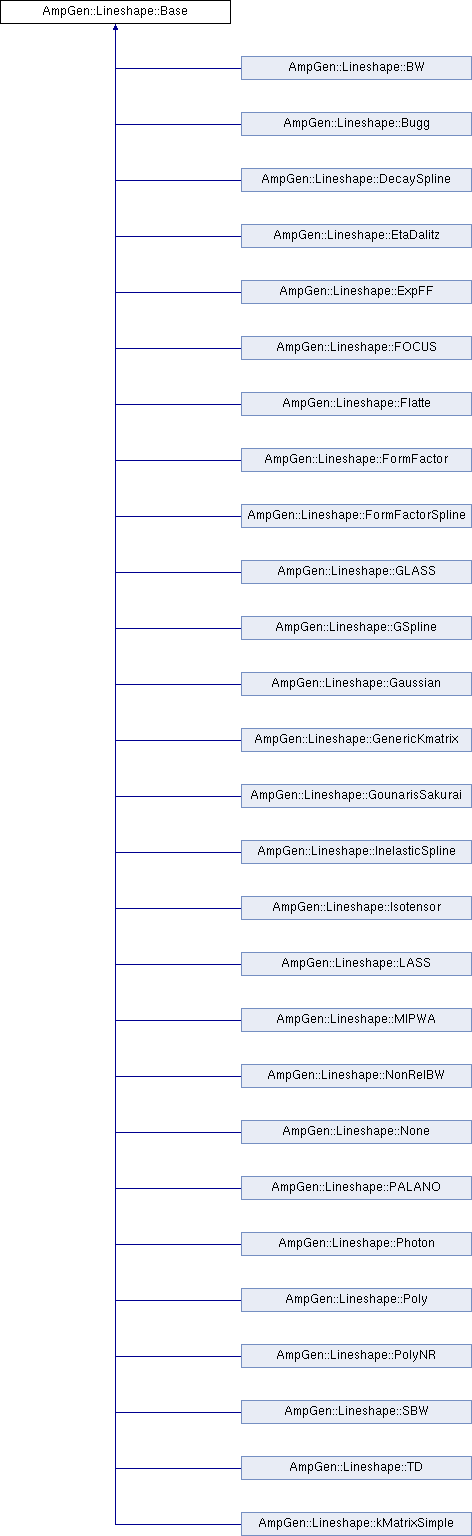 AmpGen::Lineshape::Base
AmpGen::Lineshape::BW
AmpGen::Lineshape::Bugg
AmpGen::Lineshape::DecaySpline
AmpGen::Lineshape::EtaDalitz
AmpGen::Lineshape::ExpFF
AmpGen::Lineshape::FOCUS
AmpGen::Lineshape::Flatte
AmpGen::Lineshape::FormFactor
AmpGen::Lineshape::FormFactorSpline
AmpGen::Lineshape::GLASS
AmpGen::Lineshape::GSpline
AmpGen::Lineshape::Gaussian
AmpGen::Lineshape::GenericKmatrix
AmpGen::Lineshape::GounarisSakurai
AmpGen::Lineshape::InelasticSpline
AmpGen::Lineshape::Isotensor
AmpGen::Lineshape::LASS
AmpGen::Lineshape::MIPWA
AmpGen::Lineshape::NonRelBW
AmpGen::Lineshape::None
AmpGen::Lineshape::PALANO
AmpGen::Lineshape::Photon
AmpGen::Lineshape::Poly
AmpGen::Lineshape::PolyNR
AmpGen::Lineshape::SBW
AmpGen::Lineshape::TD
AmpGen::Lineshape::kMatrixSimple